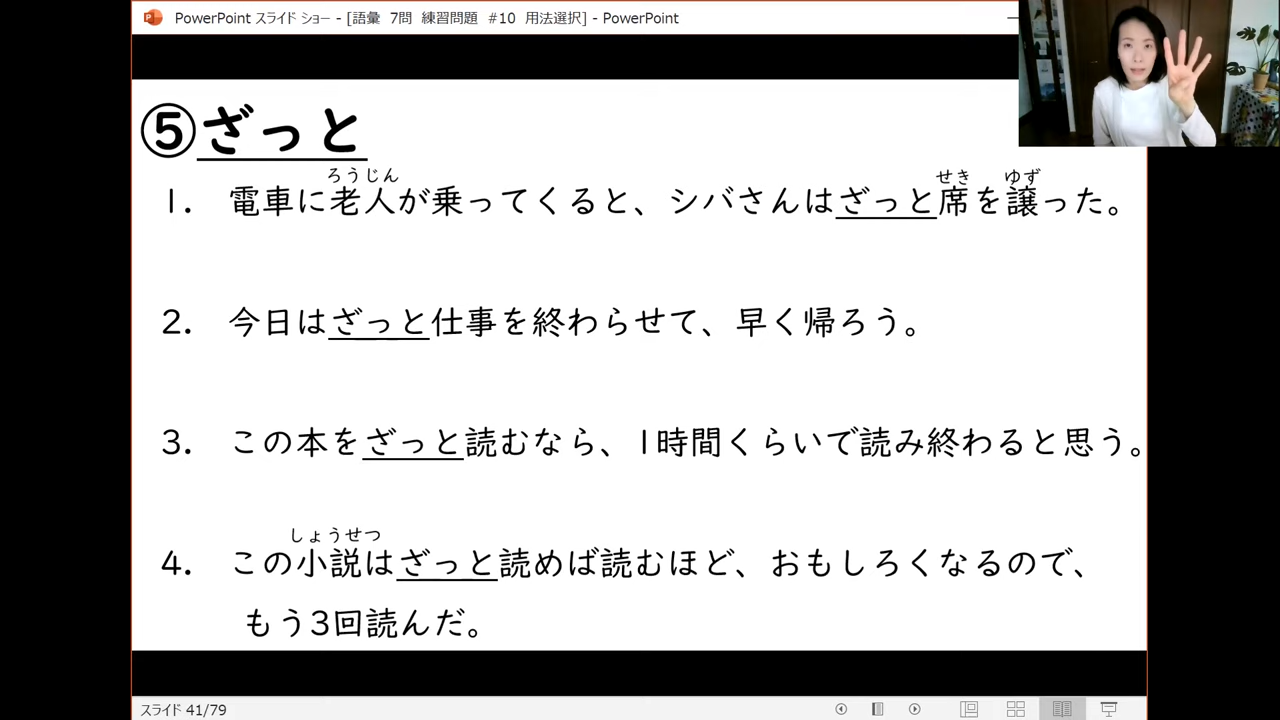 PowerPoint スライド ショー - [語彙 7問 練習問題 #10 用法選択] - PowerPoint
⑤ざっと
ろうじん せき ゆず
1. 電車に老人が乗ってくると、シバさんはざっと席を譲った。
2. 今日はざっと仕事を終わらせて、早く帰ろう。
3. この本をざっと読むなら、1時間くらいで読み終わると思う。
しょうせつ
4. この小説はざっと読めば読むほど、おもしろくなるので、
もう3回読んだ。
スライド 41/79